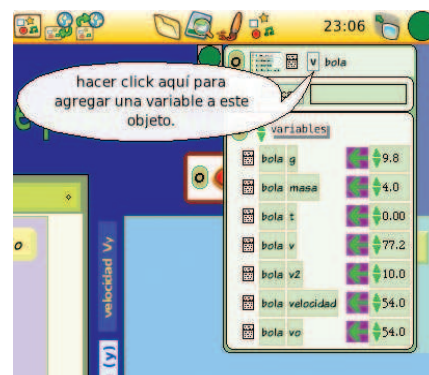 23:06
v bola
hacer click aquí para
agregar una variable a este
objeto.
variables
bola g 9.8
bola masa 4.0
bola t 0.00
bola v 77.2
bola v2 10.0
bola velocidad 54.0
bola vo 54.0
o
velocidad Vy
(y)